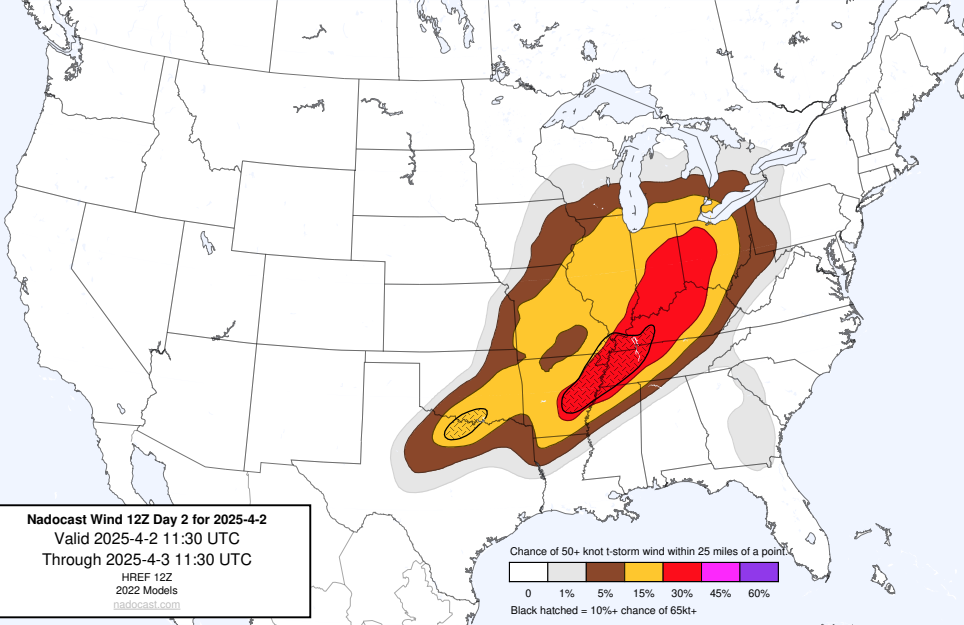 Nadocast Wind 12Z Day 2 for 2025-4-2
Valid 2025-4-2 11:30 UTC
Through 2025-4-3 11:30 UTC
HREF 12Z
2022 Models
nadocast.com
Chance of 50+ knot t-storm wind within 25 miles of a point.
0 1% 5% 15% 30% 45% 60%
Black hatched = 10%+ chance of 65kt+